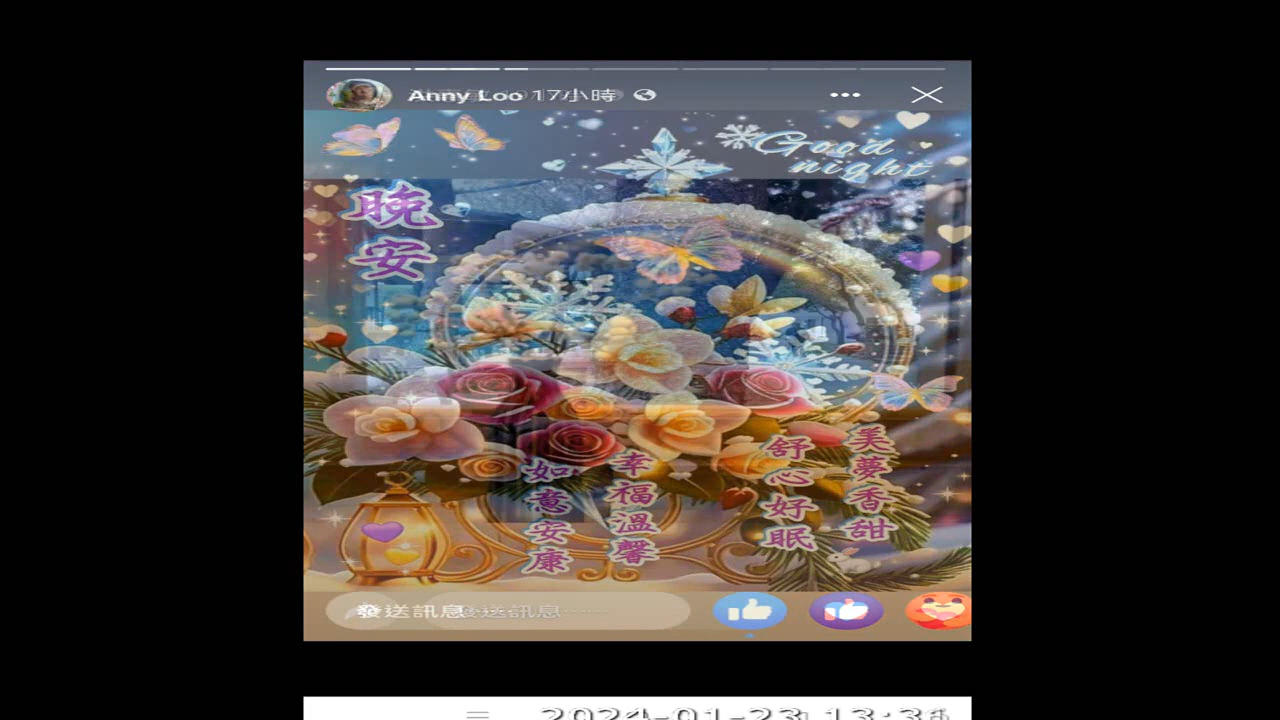 Anny Loo 17小時
Good
night
晚安
美夢香甜
舒心好眠
幸福溫馨
如意安康
發送訊息
2024-01-23 13:36